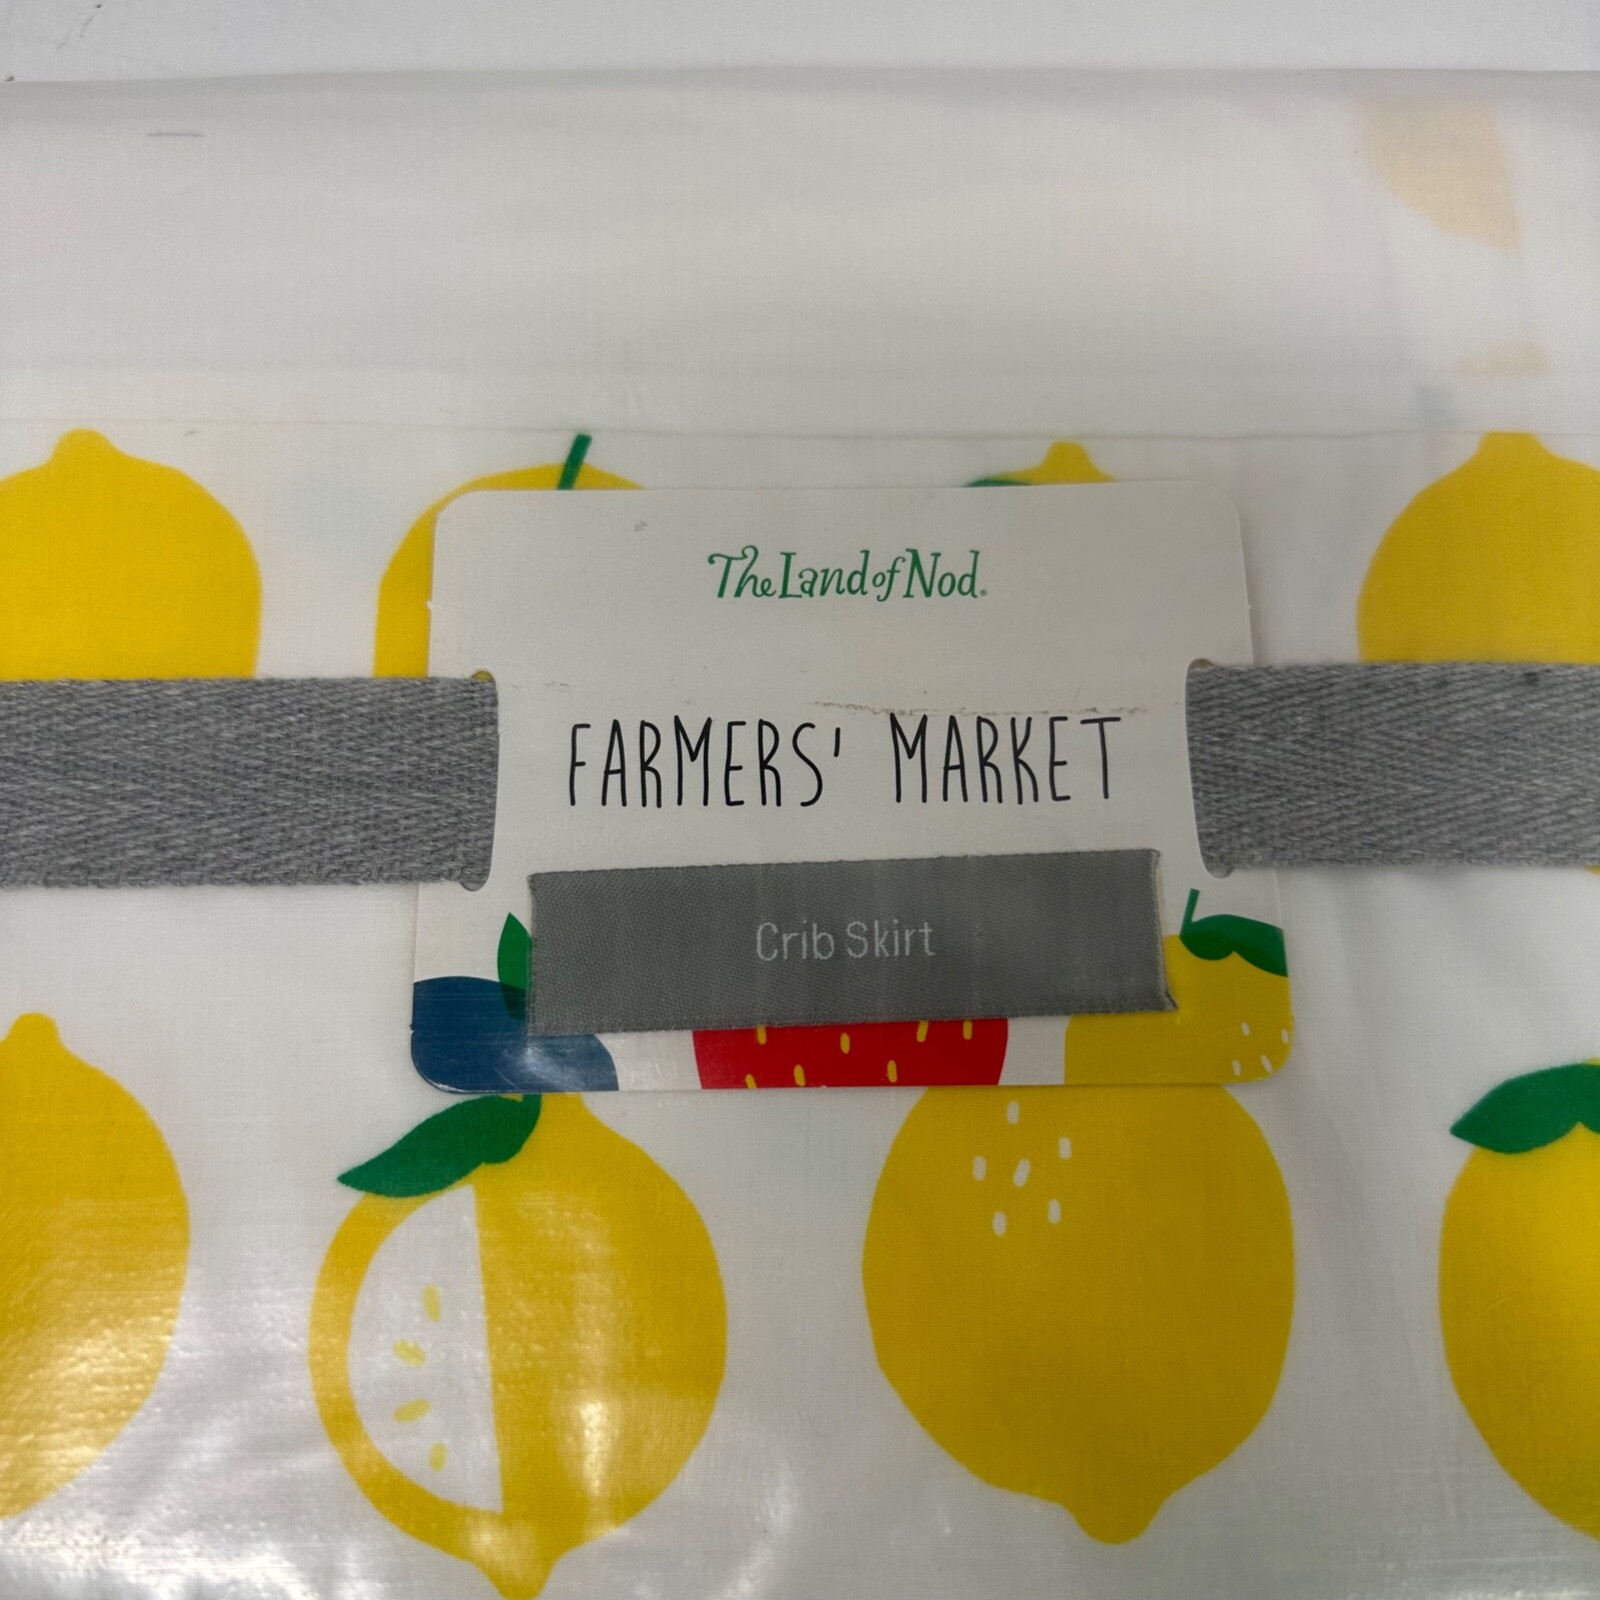 The Land of Nod®
FARMERS' MARKET
Crib Skirt